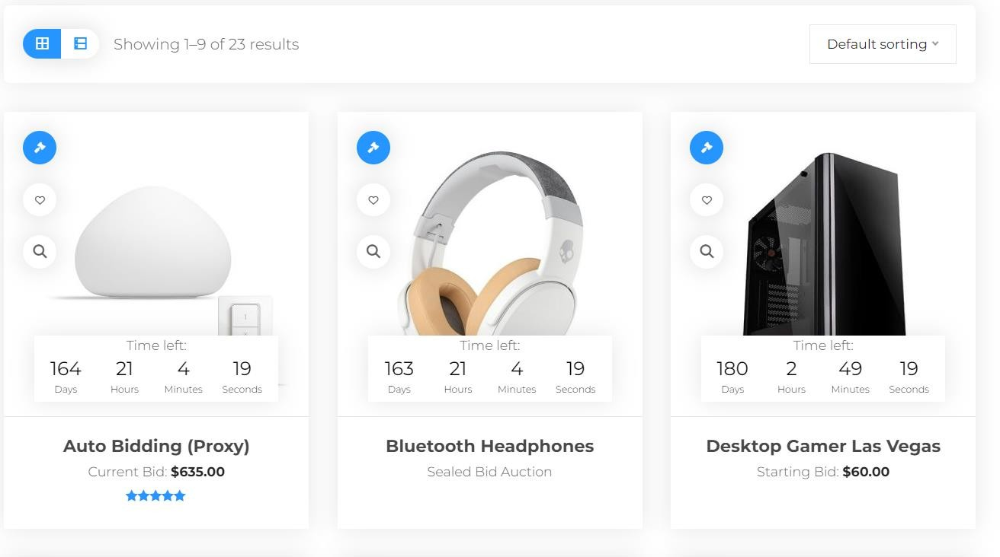 Showing 1–9 of 23 results
Default sorting
Time left:
164 21 4 19
Days Hours Minutes Seconds
Auto Bidding (Proxy)
Current Bid: $635.00
Time left:
163 21 4 19
Days Hours Minutes Seconds
Bluetooth Headphones
Sealed Bid Auction
Time left:
180 2 49 19
Days Hours Minutes Seconds
Desktop Gamer Las Vegas
Starting Bid: $60.00